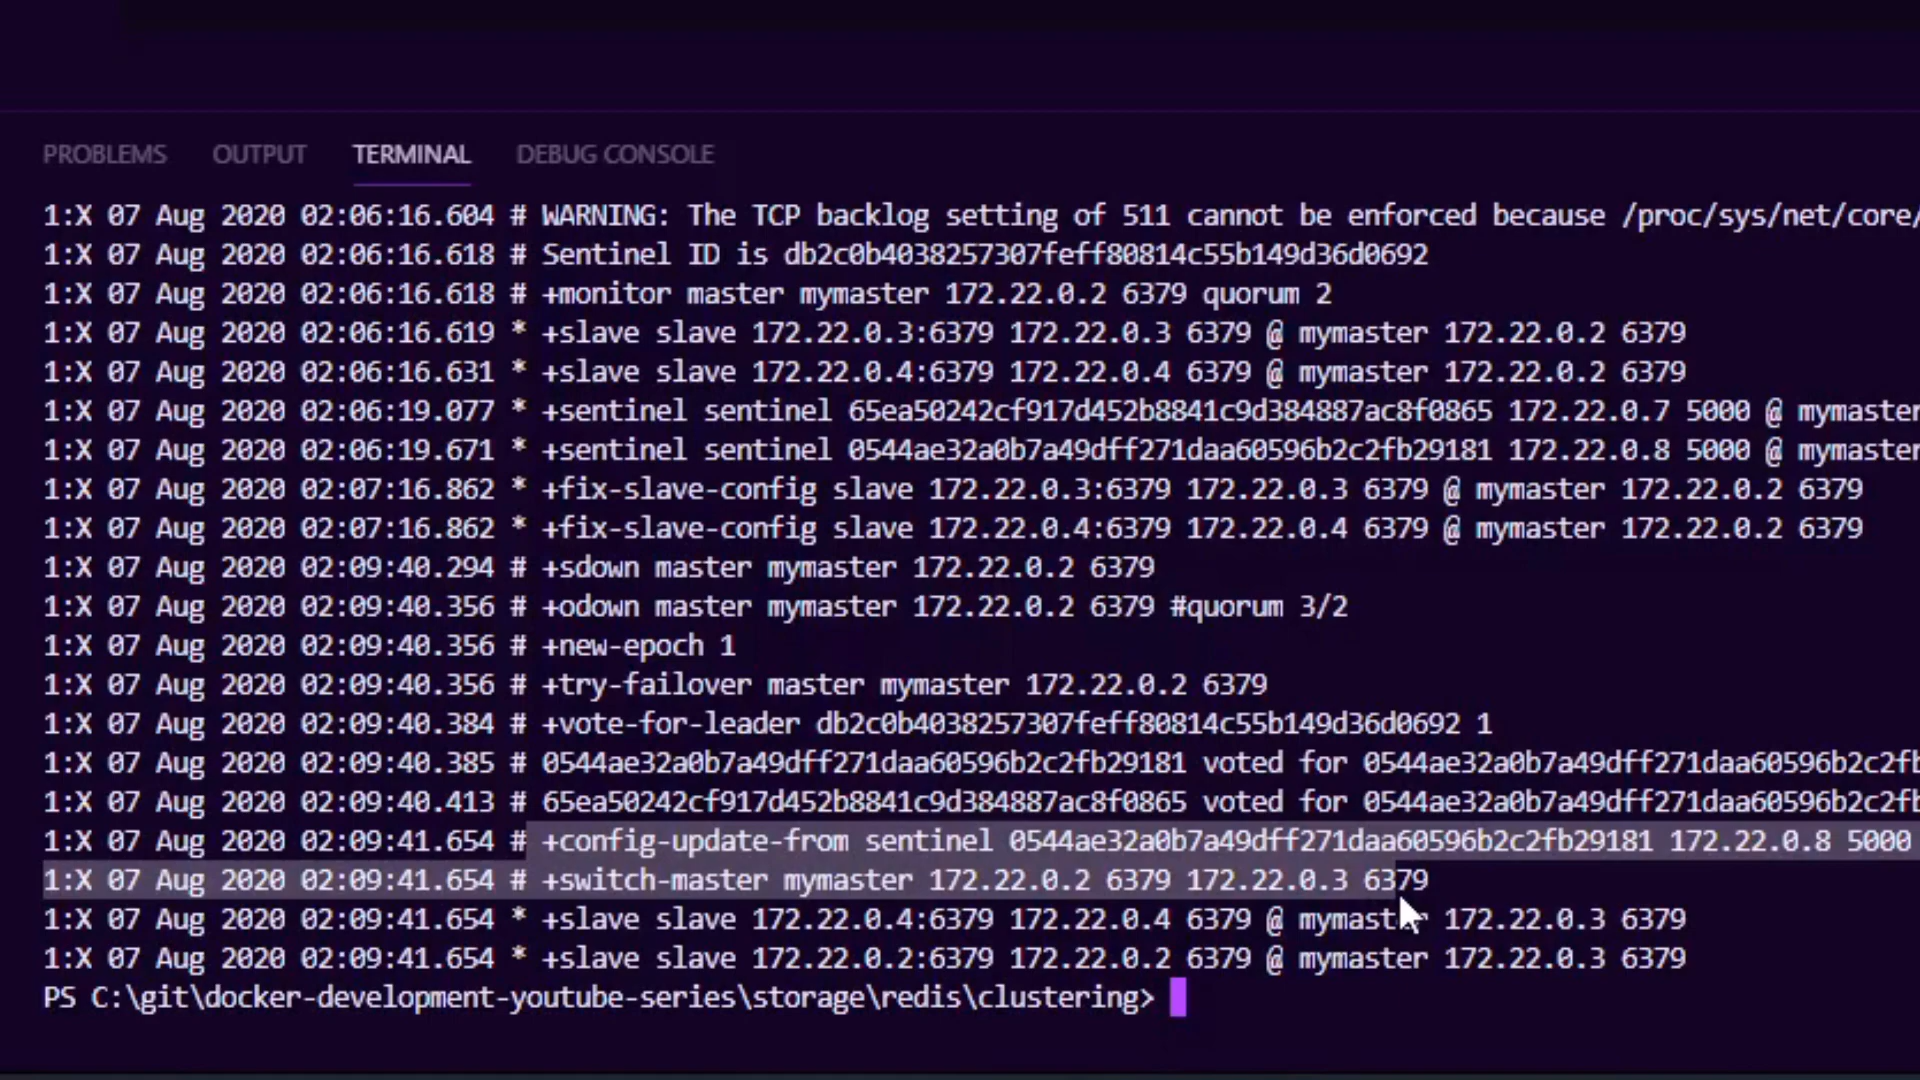 PROBLEMS OUTPUT TERMINAL DEBUG CONSOLE
1:X 07 Aug 2020 02:06:16.604 # WARNING: The TCP backlog setting of 511 cannot be enforced because /proc/sys/net/core/
1:X 07 Aug 2020 02:06:16.618 # Sentinel ID is db2c0b4038257307feff80814c55b149d36d0692
1:X 07 Aug 2020 02:06:16.618 # +monitor master mymaster 172.22.0.2 6379 quorum 2
1:X 07 Aug 2020 02:06:16.619 * +slave slave 172.22.0.3:6379 172.22.0.3 6379 @ mymaster 172.22.0.2 6379
1:X 07 Aug 2020 02:06:16.631 * +slave slave 172.22.0.4:6379 172.22.0.4 6379 @ mymaster 172.22.0.2 6379
1:X 07 Aug 2020 02:06:19.077 * +sentinel sentinel 65ea50242cf917d452b8841c9d384887ac8f0865 172.22.0.7 5000 @ mymaster
1:X 07 Aug 2020 02:06:19.671 * +sentinel sentinel 0544ae32a0b7a49dff271daa60596b2c2fb29181 172.22.0.8 5000 @ mymaster
1:X 07 Aug 2020 02:07:16.862 * +fix-slave-config slave 172.22.0.3:6379 172.22.0.3 6379 @ mymaster 172.22.0.2 6379
1:X 07 Aug 2020 02:07:16.862 * +fix-slave-config slave 172.22.0.4:6379 172.22.0.4 6379 @ mymaster 172.22.0.2 6379
1:X 07 Aug 2020 02:09:40.294 # +sdown master mymaster 172.22.0.2 6379
1:X 07 Aug 2020 02:09:40.356 # +odown master mymaster 172.22.0.2 6379 #quorum 3/2
1:X 07 Aug 2020 02:09:40.356 # +new-epoch 1
1:X 07 Aug 2020 02:09:40.356 # +try-failover master mymaster 172.22.0.2 6379
1:X 07 Aug 2020 02:09:40.384 # +vote-for-leader db2c0b4038257307feff80814c55b149d36d0692 1
1:X 07 Aug 2020 02:09:40.385 # 0544ae32a0b7a49dff271daa60596b2c2fb29181 voted for 0544ae32a0b7a49dff271daa60596b2c2fb
1:X 07 Aug 2020 02:09:40.413 # 65ea50242cf917d452b8841c9d384887ac8f0865 voted for 0544ae32a0b7a49dff271daa60596b2c2fb
1:X 07 Aug 2020 02:09:41.654 # +config-update-from sentinel 0544ae32a0b7a49dff271daa60596b2c2fb29181 172.22.0.8 5000
1:X 07 Aug 2020 02:09:41.654 # +switch-master mymaster 172.22.0.2 6379 172.22.0.3 6379
1:X 07 Aug 2020 02:09:41.654 * +slave slave 172.22.0.4:6379 172.22.0.4 6379 @ mymaster 172.22.0.3 6379
1:X 07 Aug 2020 02:09:41.654 * +slave slave 172.22.0.2:6379 172.22.0.2 6379 @ mymaster 172.22.0.3 6379
PS C:\git\docker-development-youtube-series\storage\redis\clustering>